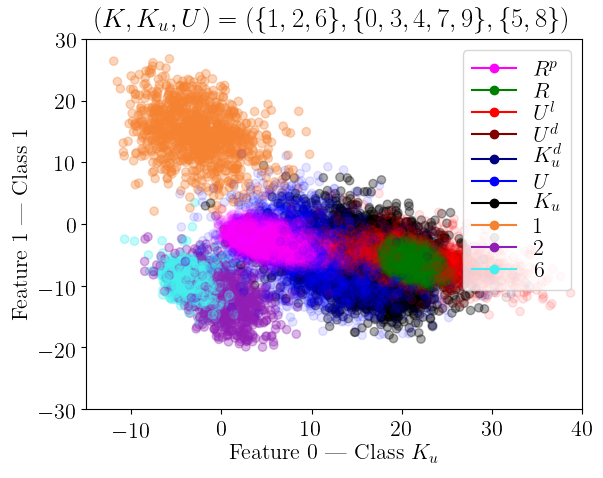 (K, K_u, U) = ({1, 2, 6}, {0, 3, 4, 7, 9}, {5, 8})
30
20
10
0
−10
−20
−30
Feature 1 — Class 1
R^p
R
U^l
U^d
K_u^d
U
K_u
1
2
6
−10
0
10
20
30
40
Feature 0 — Class K_u